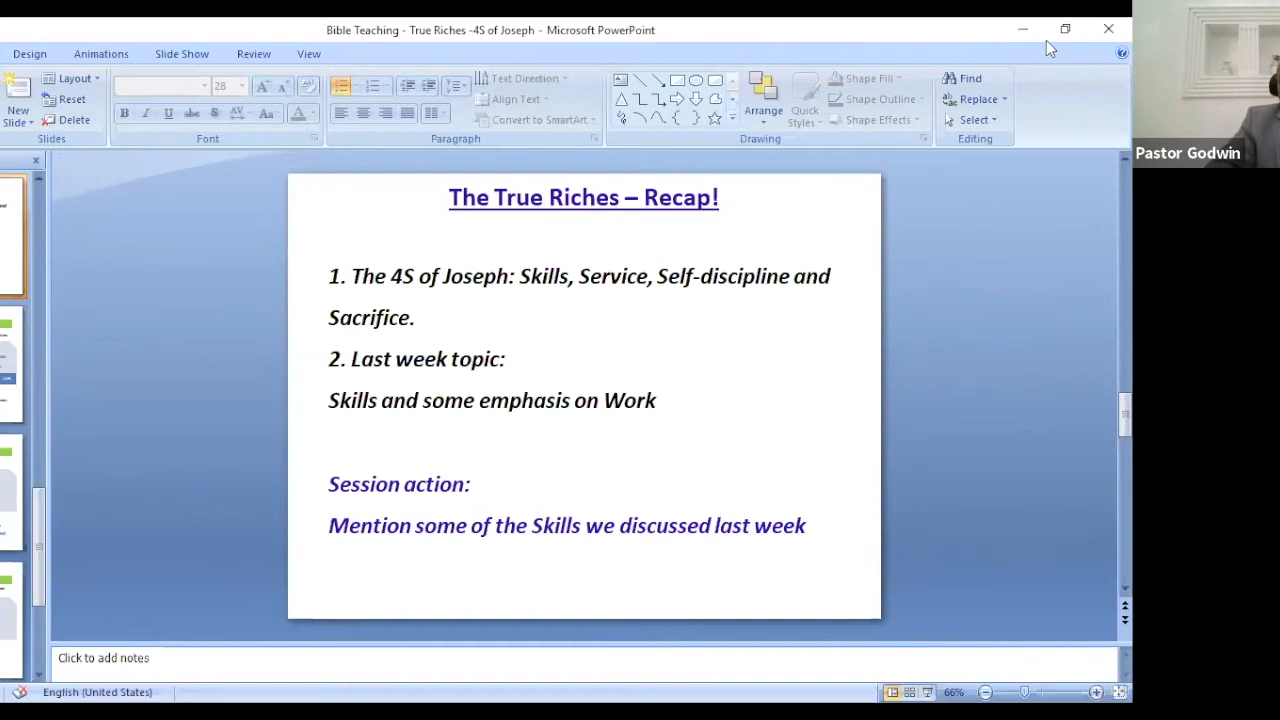 Bible Teaching - True Riches -4S of Joseph - Microsoft PowerPoint
Design Animations Slide Show Review View
Layout
Reset
Delete
New
Slide
28
Text Direction
Align Text
Convert to SmartArt
Arrange
Quick
Styles
Shape Fill
Shape Outline
Shape Effects
Find
Replace
Select
Slides Font Paragraph Drawing Editing
Pastor Godwin
The True Riches – Recap!
1. The 4S of Joseph: Skills, Service, Self-discipline and
Sacrifice.
2. Last week topic:
Skills and some emphasis on Work
Session action:
Mention some of the Skills we discussed last week
Click to add notes
English (United States)
66%